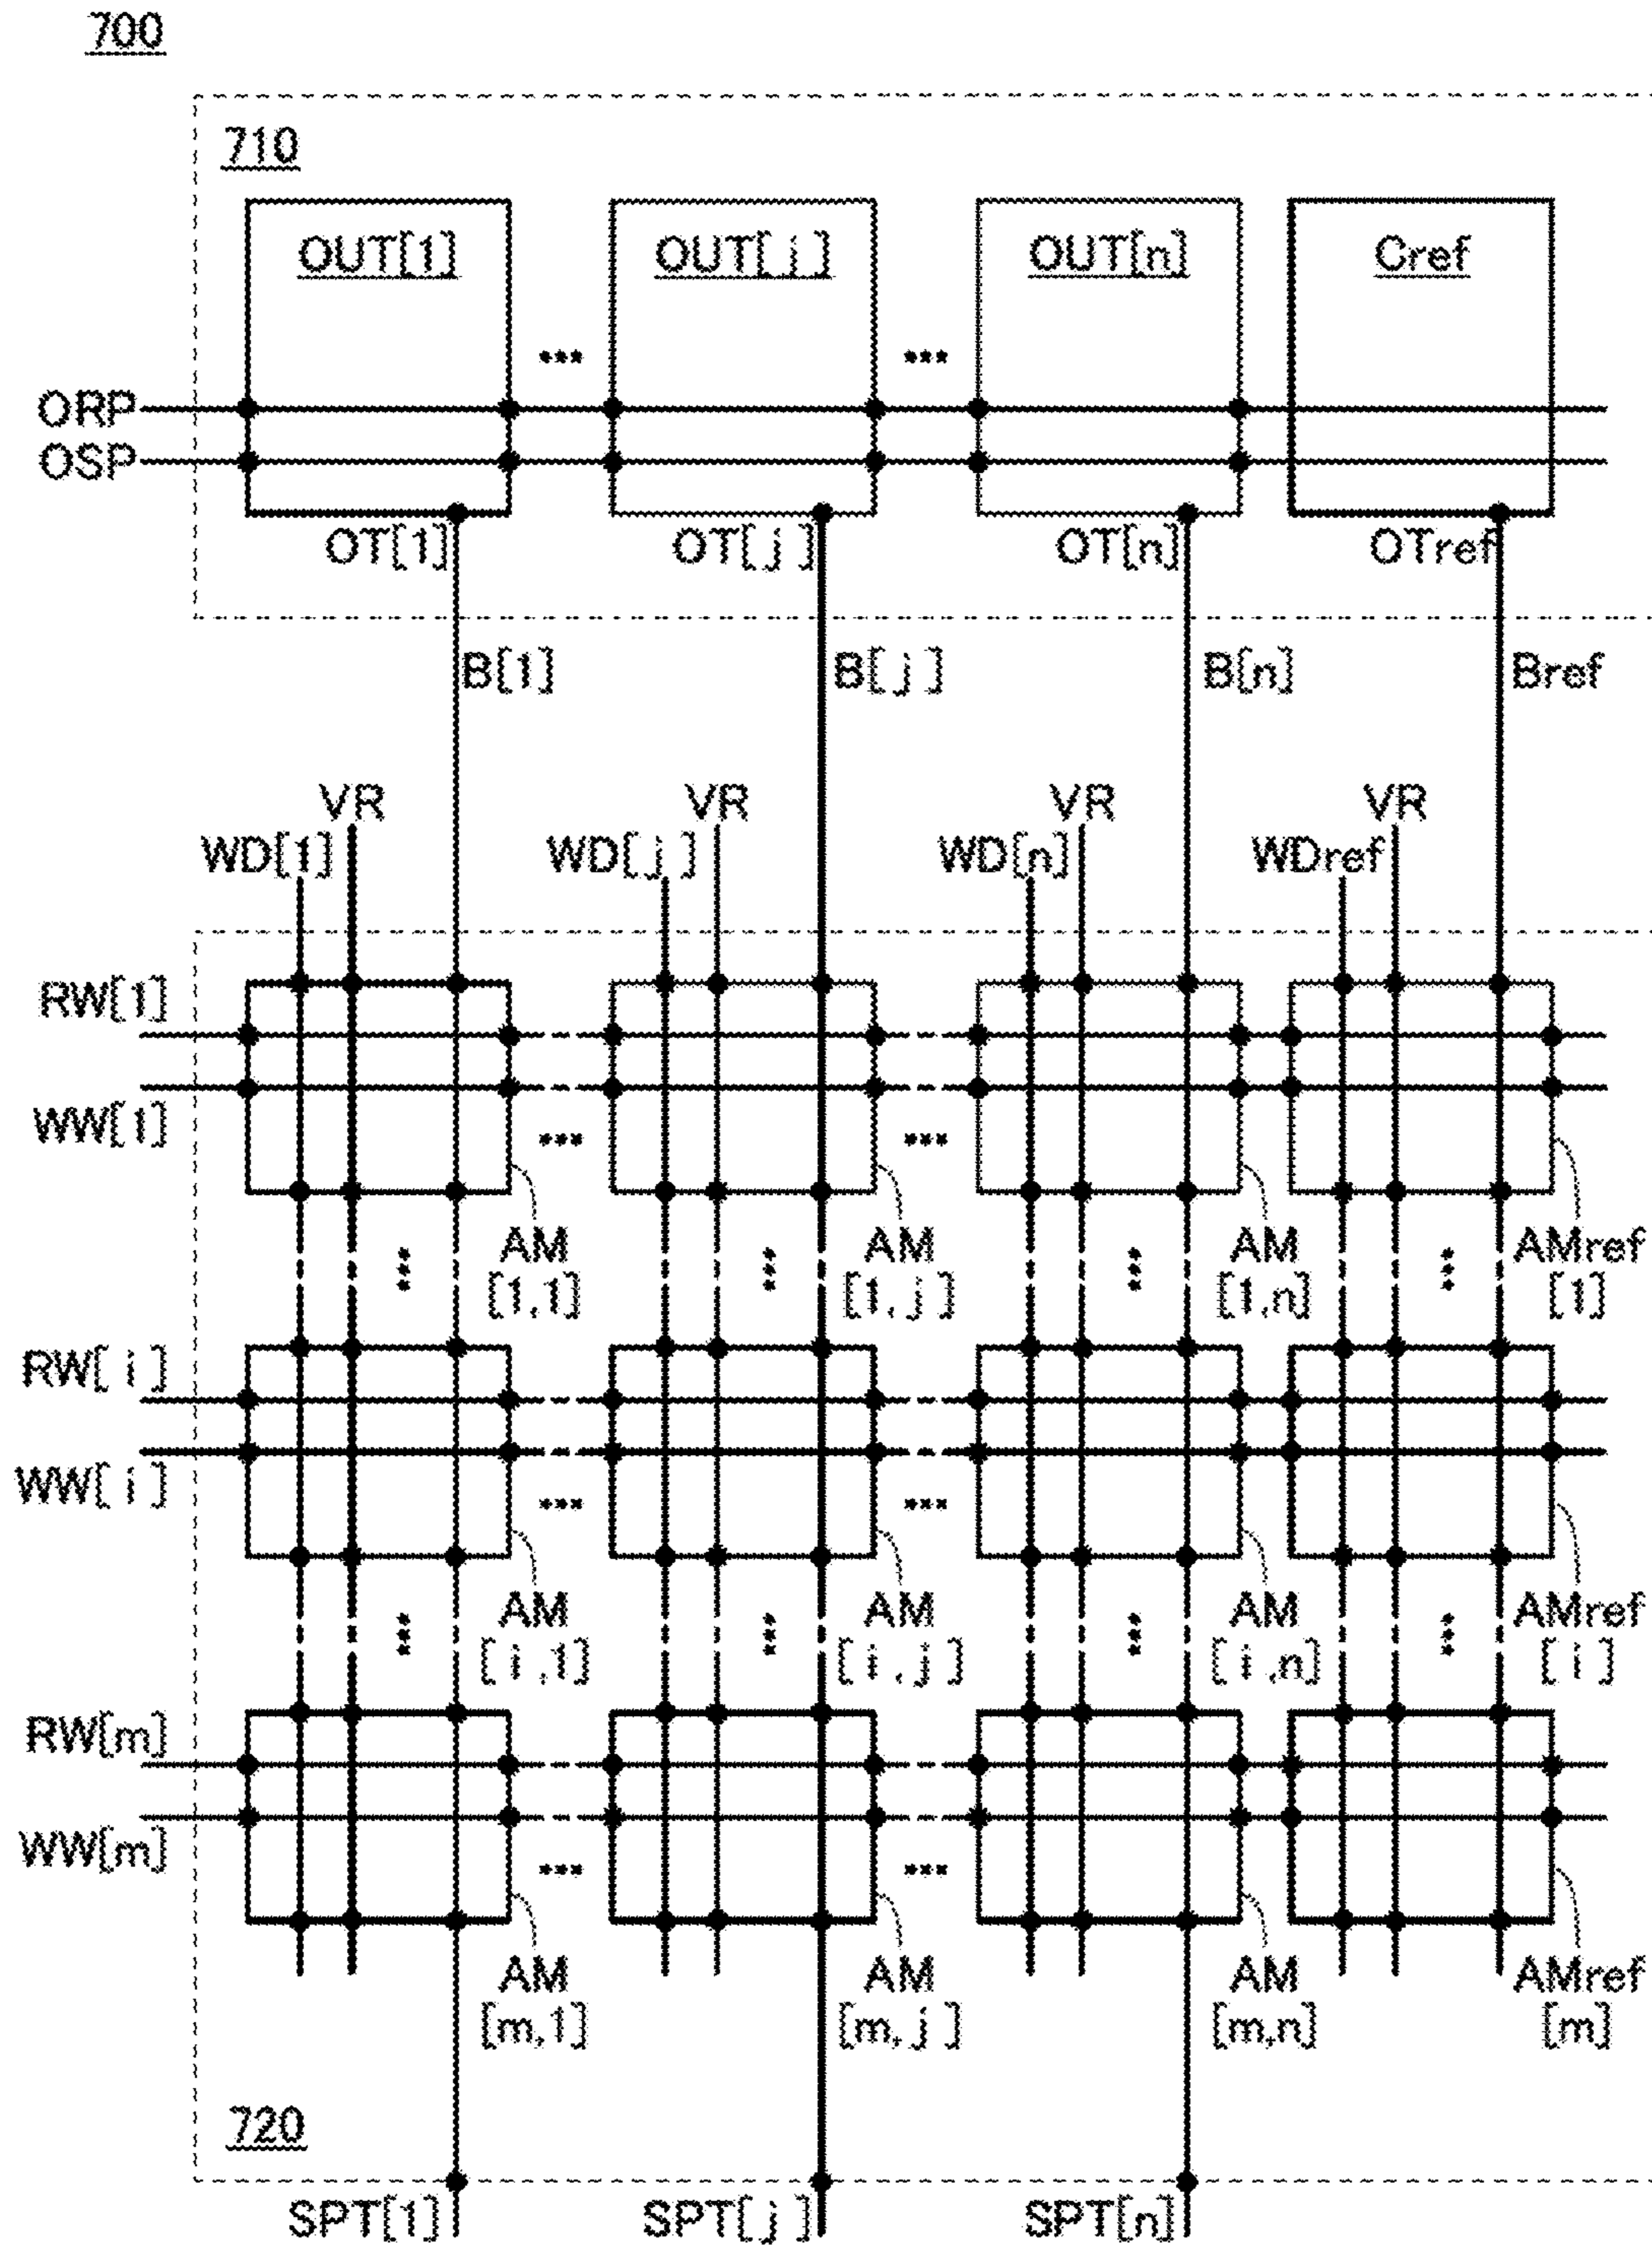 700
710
OUT[1] OUT[j] OUT[n] Cref
ORP
OSP
OT[1] OT[j] OT[n] OTref
B[1] B[j] B[n] Bref
VR VR VR VR
WD[1] WD[j] WD[n] WDref
RW[1]
WW[1]
AM AM AM AMref
[1,1] [1,j] [1,n] [1]
RW[i]
WW[i]
AM AM AM AMref
[i,1] [i,j] [i,n] [i]
RW[m]
WW[m]
AM AM AM AMref
[m,1] [m,j] [m,n] [m]
720
SPT[1] SPT[j] SPT[n]